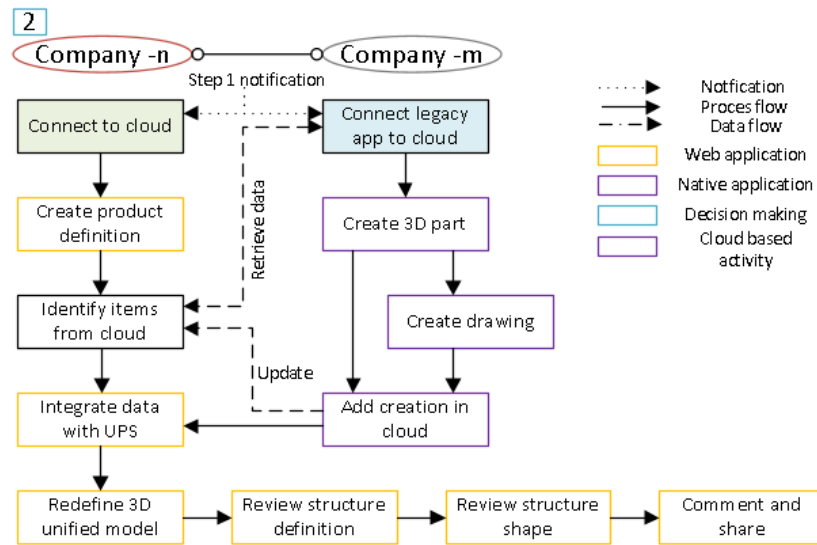 2
Company -n
Company -m
Step 1 notification
Connect to cloud
Connect legacy
app to cloud
Create product
definition
Retrieve data
Create 3D part
Identify items
from cloud
Create drawing
Update
Integrate data
with UPS
Add creation in
cloud
Redefine 3D
unified model
Review structure
definition
Review structure
shape
Comment and
share
Notfication
Proces flow
Data flow
Web application
Native application
Decision making
Cloud based
activity